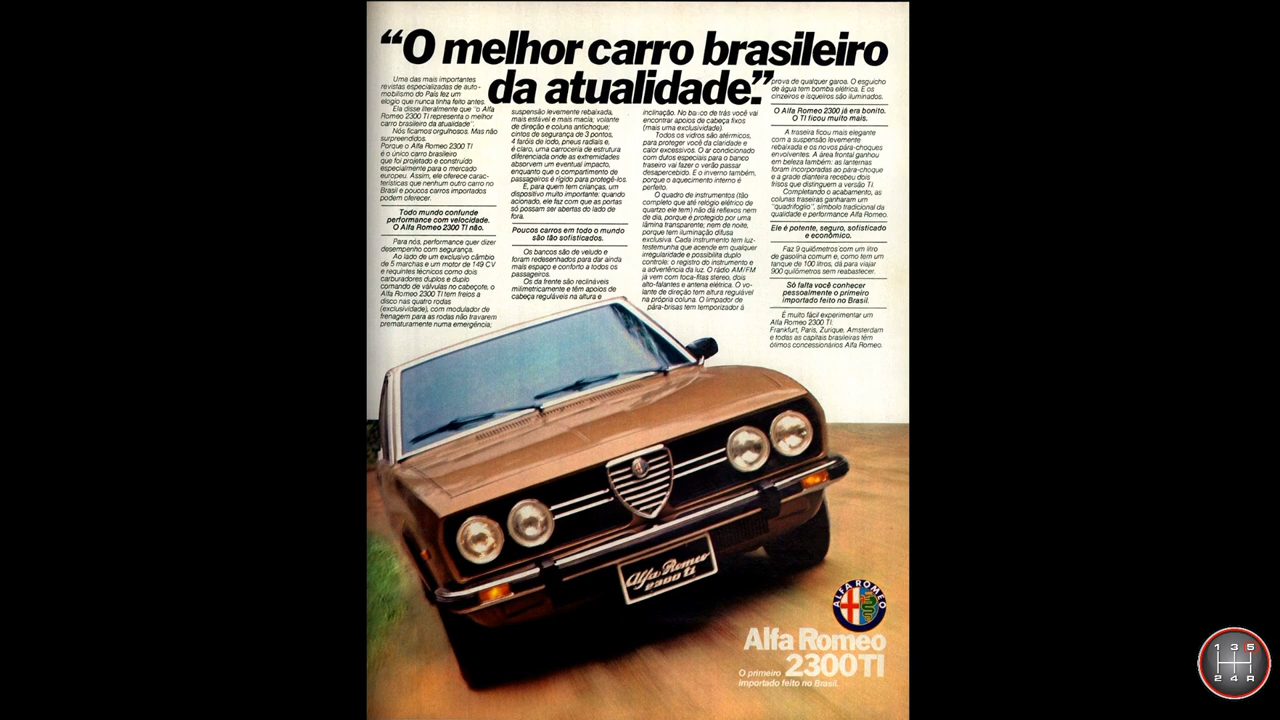 “O melhor carro brasileiro
da atualidade.”
Uma das mais importantes
revistas especializadas de auto-
mobilismo do País fez um
elogio que nunca tinha feito antes.
Ela disse literalmente que “o Alfa
Romeo 2300 TI representa o melhor
carro brasileiro da atualidade”.
Nós ficamos orgulhosos. Mas não
surpreendidos.
Porque o Alfa Romeo 2300 TI
é o único carro brasileiro
que foi projetado e construído
especialmente para o mercado
europeu. Assim, ele oferece carac-
terísticas que nenhum outro carro no
Brasil e poucos carros importados
podem oferecer.
Todo mundo confunde
performance com velocidade.
O Alfa Romeo 2300 TI não.
Para nós, performance quer dizer
desempenho com segurança.
Ao lado de um exclusivo câmbio
de 5 marchas e um motor de 149 CV
e requintes técnicos como dois
carburadores duplos e duplo
comando de válvulas no cabeçote, o
Alfa Romeo 2300 TI tem freios a
disco nas quatro rodas
(exclusividade), com modulador de
frenagem para as rodas não travarem
prematuramente numa emergência;
suspensão levemente rebaixada,
mais estável e mais macia; volante
de direção e coluna antichoque;
cintos de segurança de 3 pontos,
4 faróis de iodo, pneus radiais e,
é claro, uma carroceria de estrutura
diferenciada onde as extremidades
absorvem um eventual impacto,
enquanto que o compartimento de
passageiros é rígido para protegê-los.
E, para quem tem crianças, um
dispositivo muito importante: quando
acionado, ele faz com que as portas
só possam ser abertas do lado de
fora.
Poucos carros em todo o mundo
são tão sofisticados.
Os bancos são de veludo e
foram redesenhados para dar ainda
mais espaço e conforto a todos os
passageiros.
Os da frente são reclináveis
milimetricamente e têm apoios de
cabeça reguláveis na altura e
inclinação. No banco de trás você vai
encontrar apoios de cabeça fixos
(mais uma exclusividade).
Todos os vidros são atérmicos,
para proteger você da claridade e
calor excessivos. O ar condicionado
com dutos especiais para o banco
traseiro vai fazer o verão passar
desapercebido. E o inverno também,
porque o aquecimento interno é
perfeito.
O quadro de instrumentos (tão
completo que até relógio elétrico de
quartzo ele tem) não dá reflexos nem
de dia, porque é protegido por uma
lâmina transparente; nem de noite,
porque tem iluminação difusa
exclusiva. Cada instrumento tem luz-
testemunha que acende em qualquer
irregularidade e possibilita duplo
controle: o registro do instrumento e
a advertência da luz. O rádio AM/FM
já vem com toca-fitas stereo, dois
alto-falantes e antena elétrica. O vo-
lante de direção tem altura regulável
na própria coluna. O limpador de
pára-brisas tem temporizador à
prova de qualquer garoa. O esguicho
de água tem bomba elétrica. E os
cinzeiros e isqueiros são iluminados.
O Alfa Romeo 2300 já era bonito.
O TI ficou muito mais.
A traseira ficou mais elegante
com a suspensão levemente
rebaixada e os novos pára-choques
envolventes. A área frontal ganhou
em beleza também: as lanternas
foram incorporadas ao pára-choque
e a grade dianteira recebeu dois
frisos que distinguem a versão TI.
Completando o acabamento, as
colunas traseiras ganharam um
“quadrifoglio”, símbolo tradicional da
qualidade e performance Alfa Romeo.
Ele é potente, seguro, sofisticado
e econômico.
Faz 9 quilômetros com um litro
de gasolina comum e, como tem um
tanque de 100 litros, dá para viajar
900 quilômetros sem reabastecer.
Só falta você conhecer
pessoalmente o primeiro
importado feito no Brasil.
É muito fácil experimentar um
Alfa Romeo 2300 TI:
Frankfurt, Paris, Zurique, Amsterdam
e todas as capitais brasileiras têm
ótimos concessionários Alfa Romeo.
Alfa Romeo
2300 TI
ALFA ROMEO
Alfa Romeo
2300TI
O primeiro
importado feito no Brasil.
1 3 5
2 4 R